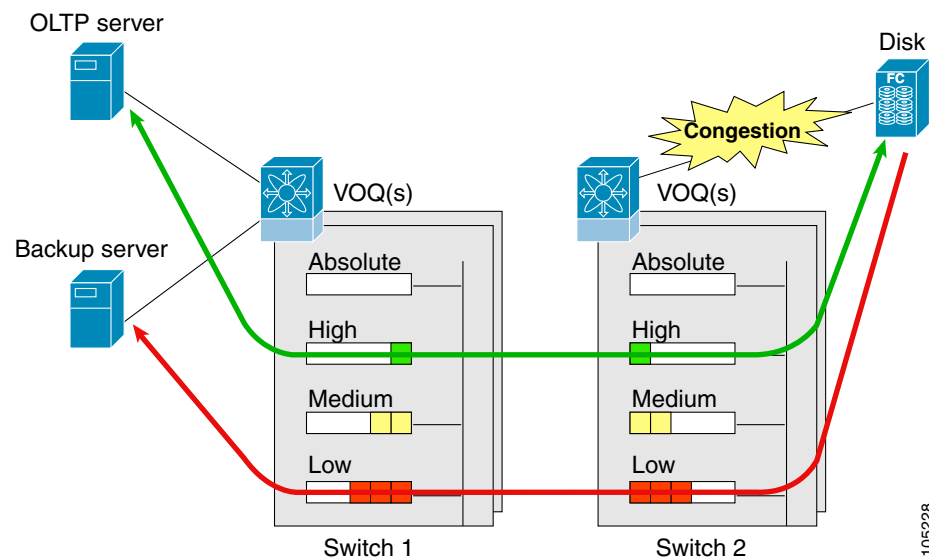 OLTP server
Disk
FC
Congestion
VOQ(s)
VOQ(s)
Backup server
Absolute
Absolute
High
High
Medium
Medium
Low
Low
Switch 1
Switch 2
105228